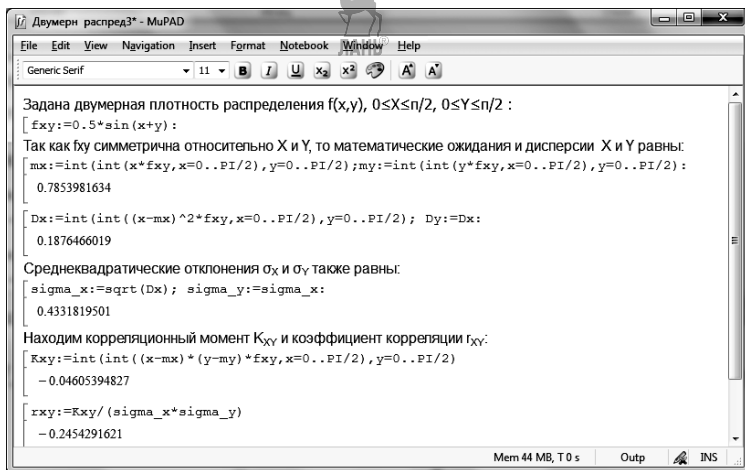 Двумерн распред3* - MuPAD
File Edit View Navigation Insert Format Notebook Window Help
ЛАНЬ®
Generic Serif 11 B I U x₂ x² A A
Задана двумерная плотность распределения f(x,y), 0≤X≤π/2, 0≤Y≤π/2 :
fxy:=0.5*sin(x+y):
Так как fxy симметрична относительно X и Y, то математические ожидания и дисперсии X и Y равны:
mx:=int(int(x*fxy,x=0..PI/2),y=0..PI/2);my:=int(int(y*fxy,x=0..PI/2),y=0..PI/2):
0.7853981634
Dx:=int(int((x-mx)^2*fxy,x=0..PI/2),y=0..PI/2); Dy:=Dx:
0.1876466019
Среднеквадратические отклонения σX и σY также равны:
sigma_x:=sqrt(Dx); sigma_y:=sigma_x:
0.4331819501
Находим корреляционный момент KXY и коэффициент корреляции rXY:
Kxy:=int(int((x-mx)*(y-my)*fxy,x=0..PI/2),y=0..PI/2)
−0.04605394827
rxy:=Kxy/(sigma_x*sigma_y)
−0.2454291621
Mem 44 MB, T 0 s Outp INS